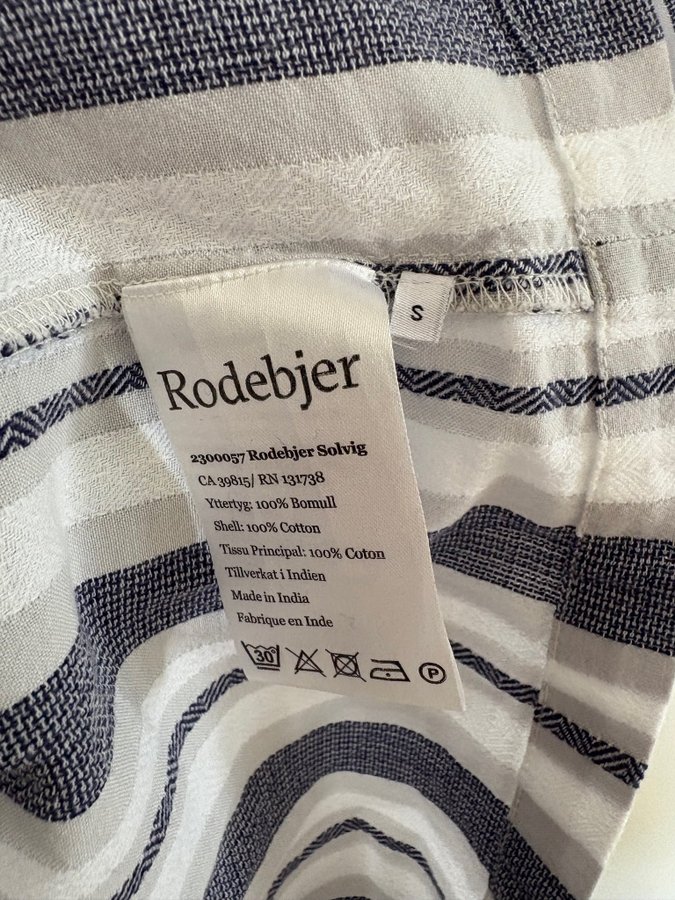 S
Rodebjer
2300057 Rodebjer Solvig
CA 39815/ RN 131738
Yttertyg: 100% Bomull
Shell: 100% Cotton
Tissu Principal: 100% Coton
Tillverkat i Indien
Made in India
Fabrique en Inde
30°
P